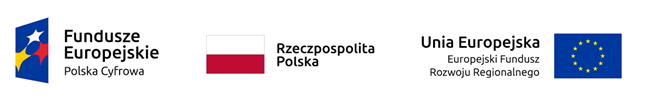 Fundusze
Europejskie
Polska Cyfrowa
Rzeczpospolita
Polska
Unia Europejska
Europejski Fundusz
Rozwoju Regionalnego